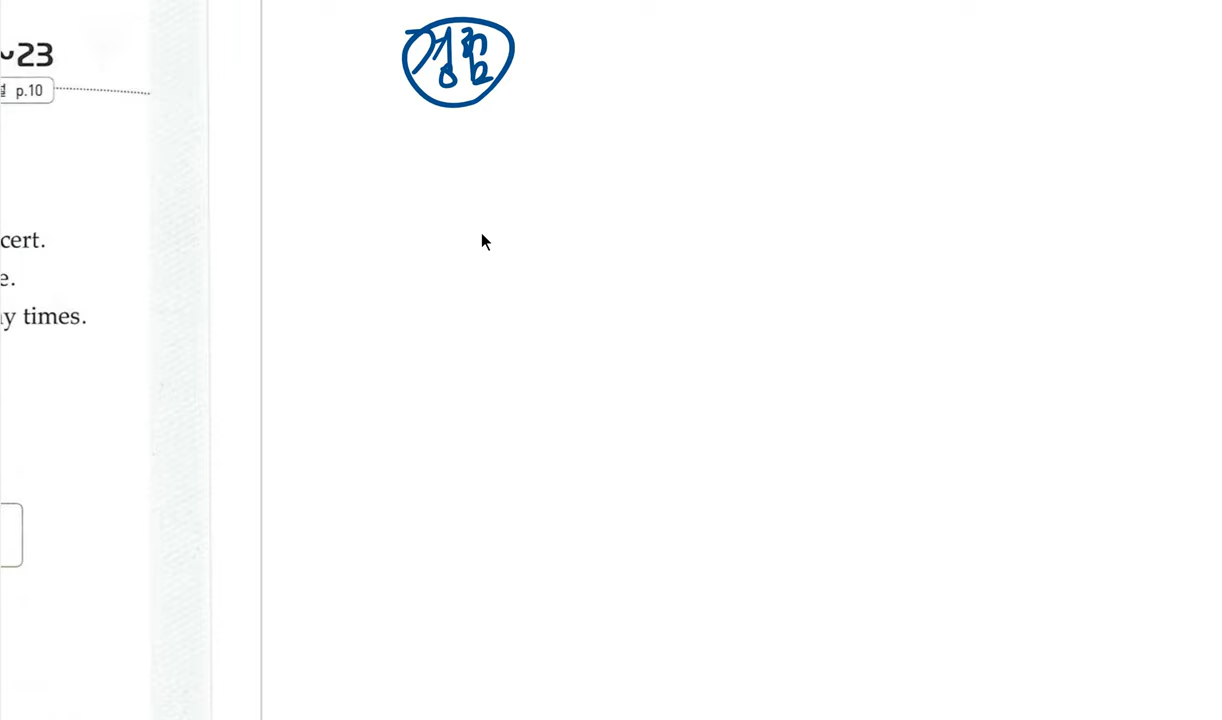 경험
~23
p.10
cert.
e.
y times.